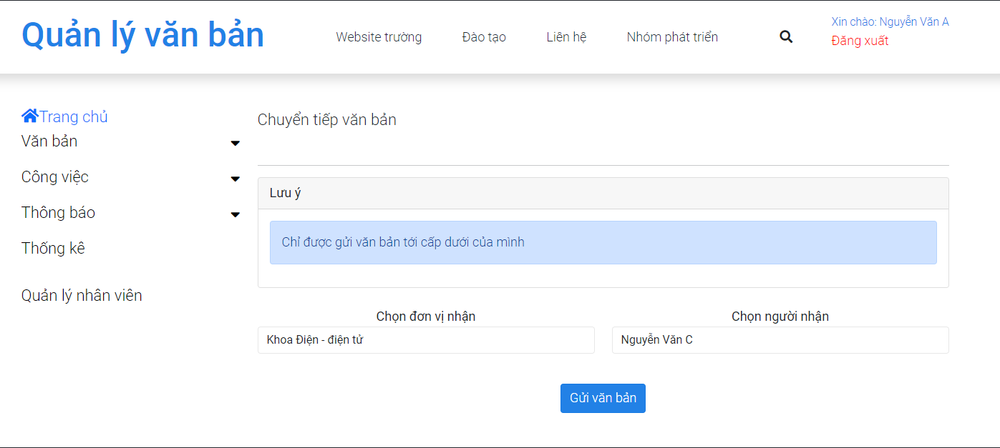 Quản lý văn bản
Website trường
Đào tạo
Liên hệ
Nhóm phát triển
Xin chào: Nguyễn Văn A
Đăng xuất
Trang chủ
Văn bản
Công việc
Thông báo
Thống kê
Quản lý nhân viên
Chuyển tiếp văn bản
Lưu ý
Chỉ được gửi văn bản tới cấp dưới của mình
Chọn đơn vị nhận
Khoa Điện - điện tử
Chọn người nhận
Nguyễn Văn C
Gửi văn bản